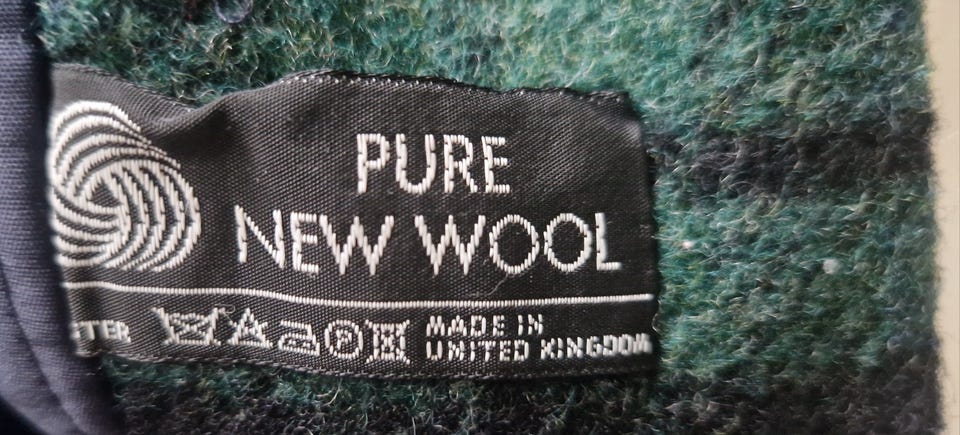 PURE
NEW WOOL
MADE IN
UNITED KINGDOM